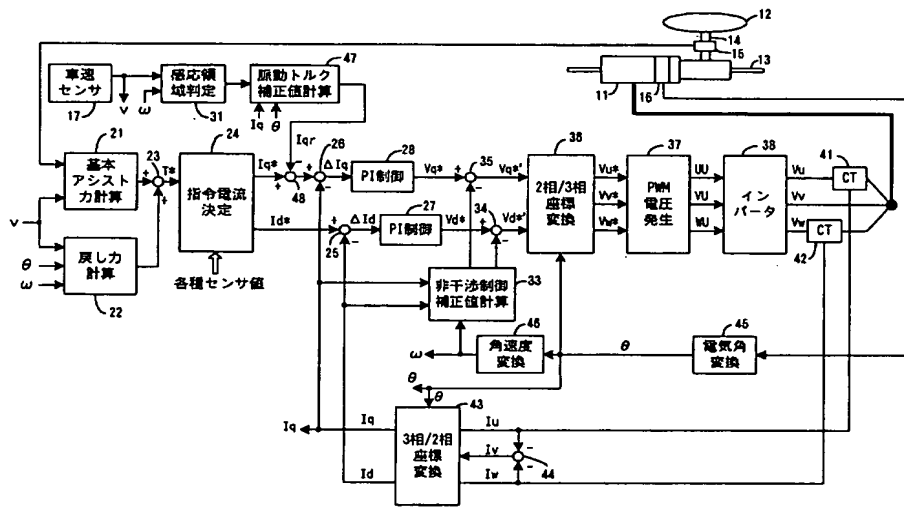 12
14
15
13
11
16
車速
センサ
17
v
ω
感応領
域判定
31
47
脈動トルク
補正値計算
Iq
θ
Iqr
21
基本
アシスト
力計算
23
T*
+
+
24
指令電流
決定
各種センサ値
Iq*
Id*
+
-
48
26
+
-
ΔIq
28
PI制御
Vq*
+
-
35
Vq*'
25
+
-
ΔId
27
PI制御
Vd*
34
+
-
Vd*'
36
2相/3相
座標
変換
Vu*
Vv*
Vw*
37
PWM
電圧
発生
UU
VU
WU
38
イン
バータ
Vu
Vv
Vw
41
CT
CT
42
v
θ
ω
戻し力
計算
22
非干渉制御
補正値計算
33
ω
46
角速度
変換
θ
45
電気角
変換
θ
θ
43
3相/2相
座標
変換
Iq
Iq
Id
Iu
Iv
Iw
-
-
44